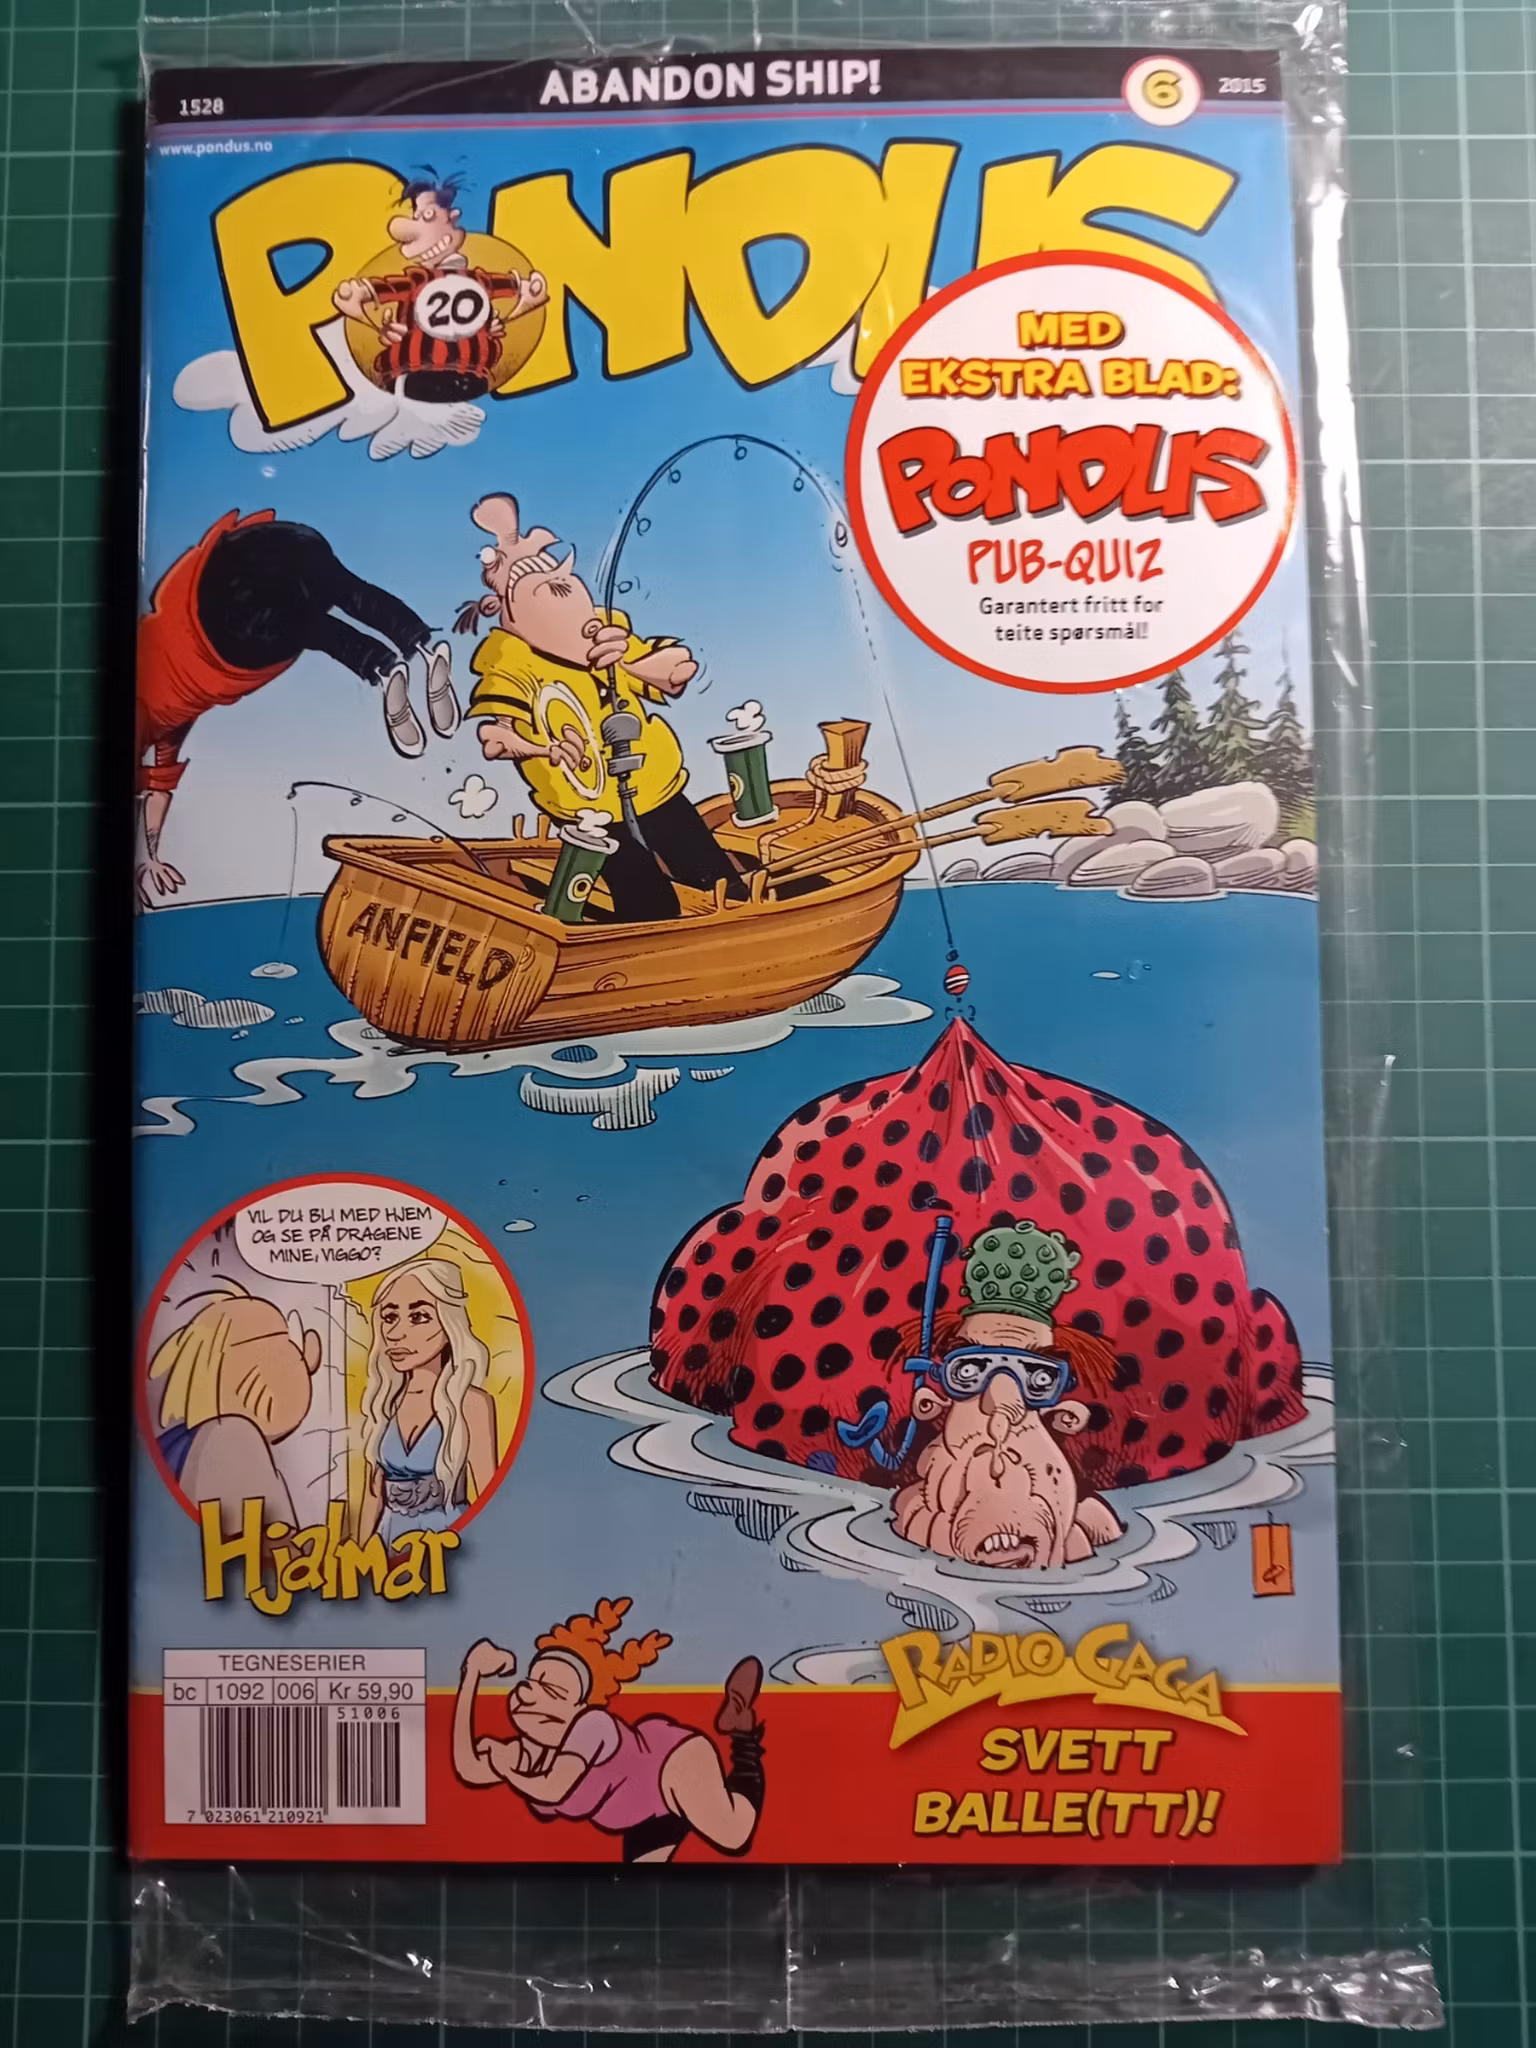 ABANDON SHIP!
1528
6
2015
www.pondus.no
PONDUS
20
MED
EKSTRA BLAD:
PONDUS
PUB-QUIZ
Garantert fritt for
teite spørsmål!
ANFIELD
VIL DU BLI MED HJEM
OG SE PÅ DRAGENE
MINE, VIGGO?
Hjalmar
TEGNESERIER
bc 1092 006 Kr 59,90
51006
7 023061 210921
RADIO GAGA
SVETT
BALLE(TT)!